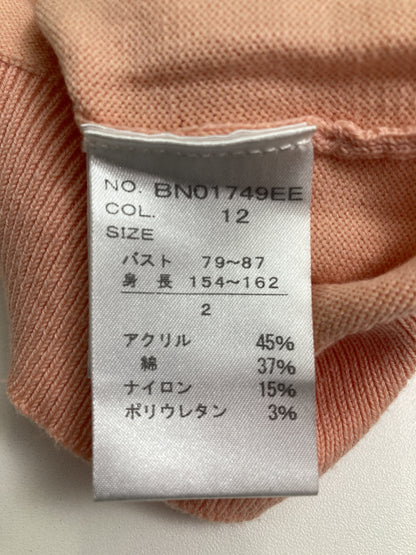 NO. BN01749EE
COL. 12
SIZE
バスト 79～87
身長 154～162
2
アクリル 45%
綿 37%
ナイロン 15%
ポリウレタン 3%